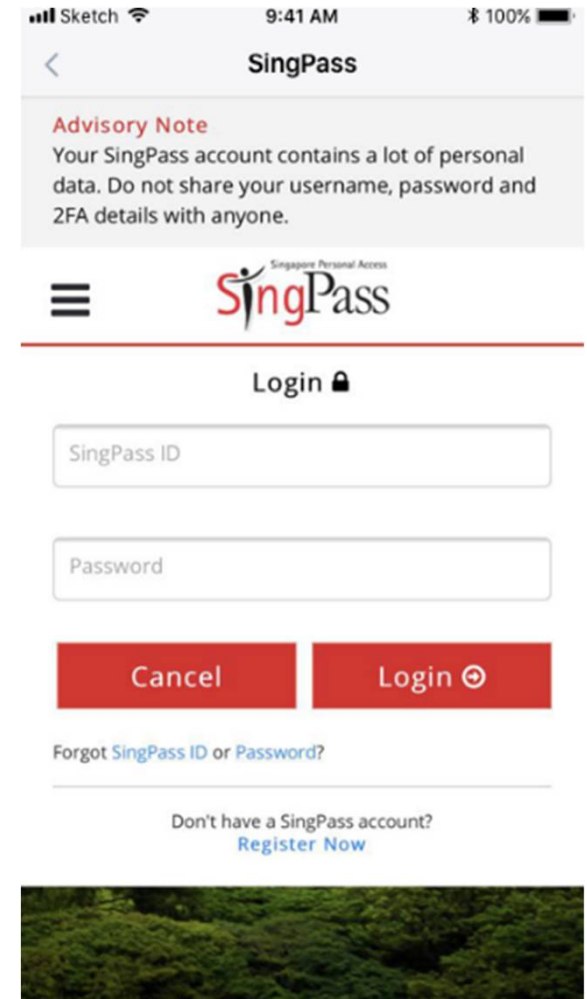 Sketch 9:41 AM 100%
SingPass
Advisory Note
Your SingPass account contains a lot of personal
data. Do not share your username, password and
2FA details with anyone.
Singapore Personal Access
SingPass
Login
SingPass ID
Password
Cancel Login
Forgot SingPass ID or Password?
Don't have a SingPass account?
Register Now